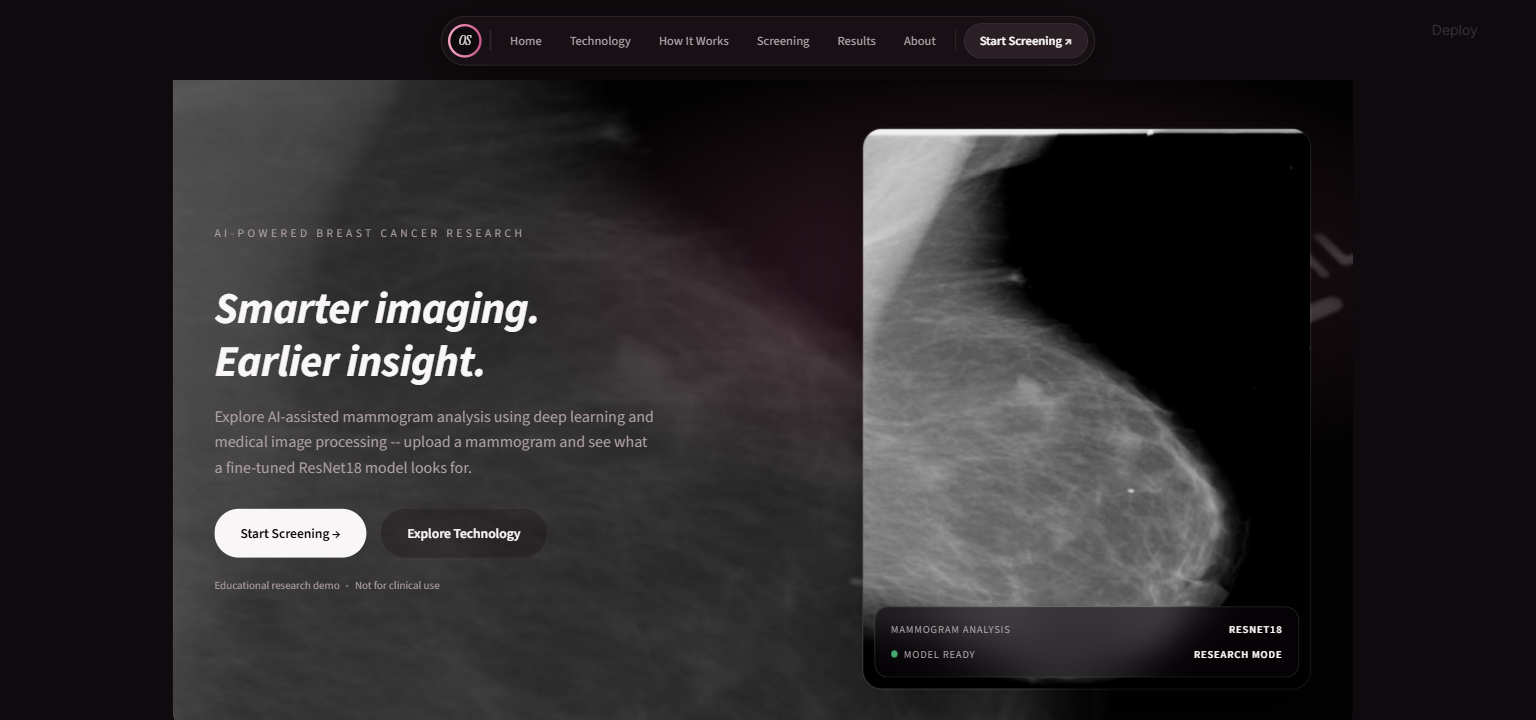 OS
Home
Technology
How It Works
Screening
Results
About
Start Screening ↗
Deploy
AI-POWERED BREAST CANCER RESEARCH
Smarter imaging.
Earlier insight.
Explore AI-assisted mammogram analysis using deep learning and
medical image processing -- upload a mammogram and see what
a fine-tuned ResNet18 model looks for.
Start Screening →
Explore Technology
Educational research demo • Not for clinical use
MAMMOGRAM ANALYSIS
RESNET18
MODEL READY
RESEARCH MODE